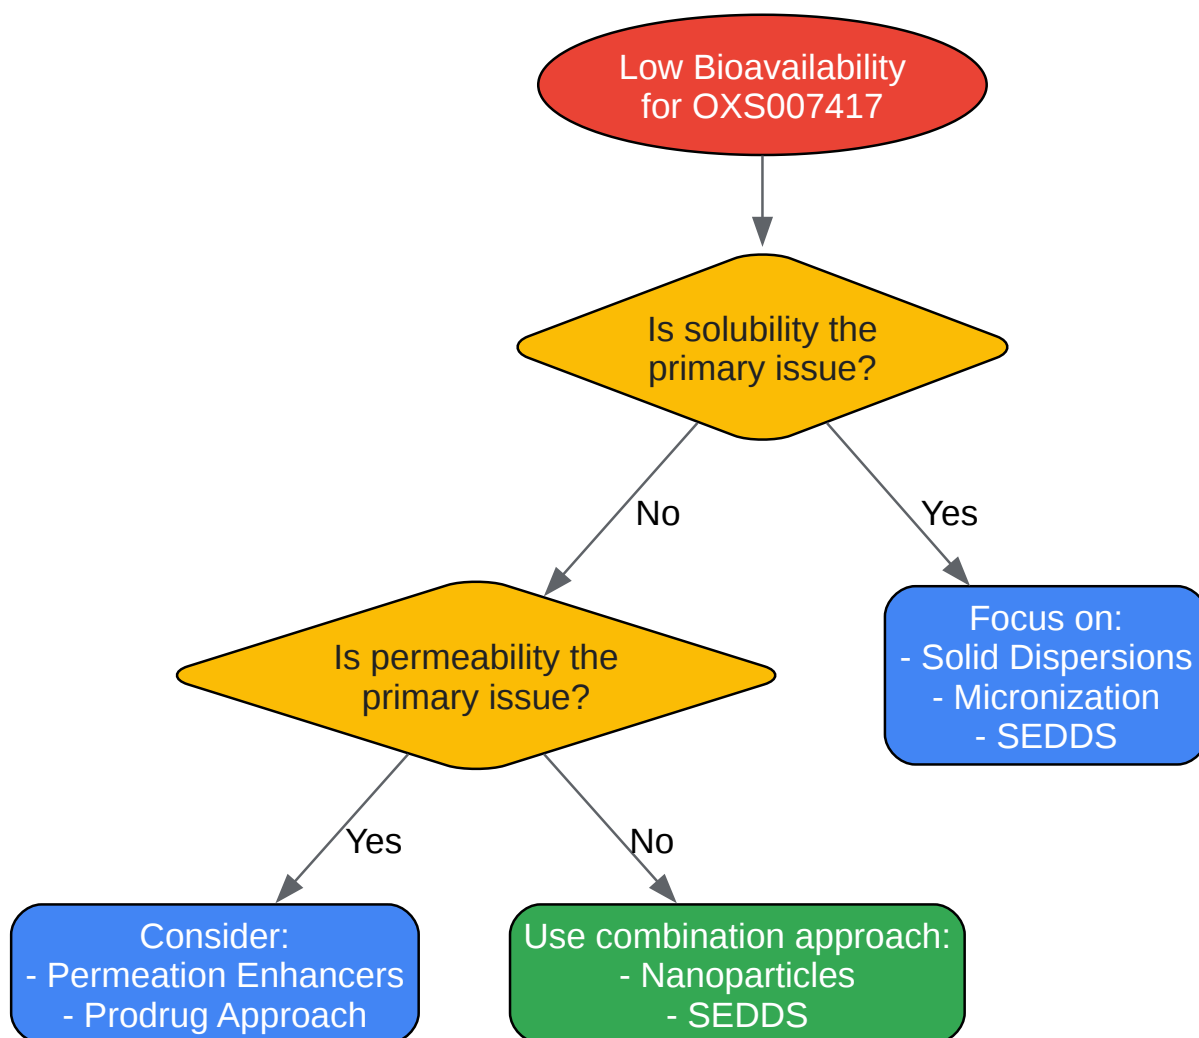 Low Bioavailability
for OXS007417
Is solubility the
primary issue?
No
Yes
Is permeability the
primary issue?
Focus on:
- Solid Dispersions
- Micronization
- SEDDS
Yes
No
Consider:
- Permeation Enhancers
- Prodrug Approach
Use combination approach:
- Nanoparticles
- SEDDS